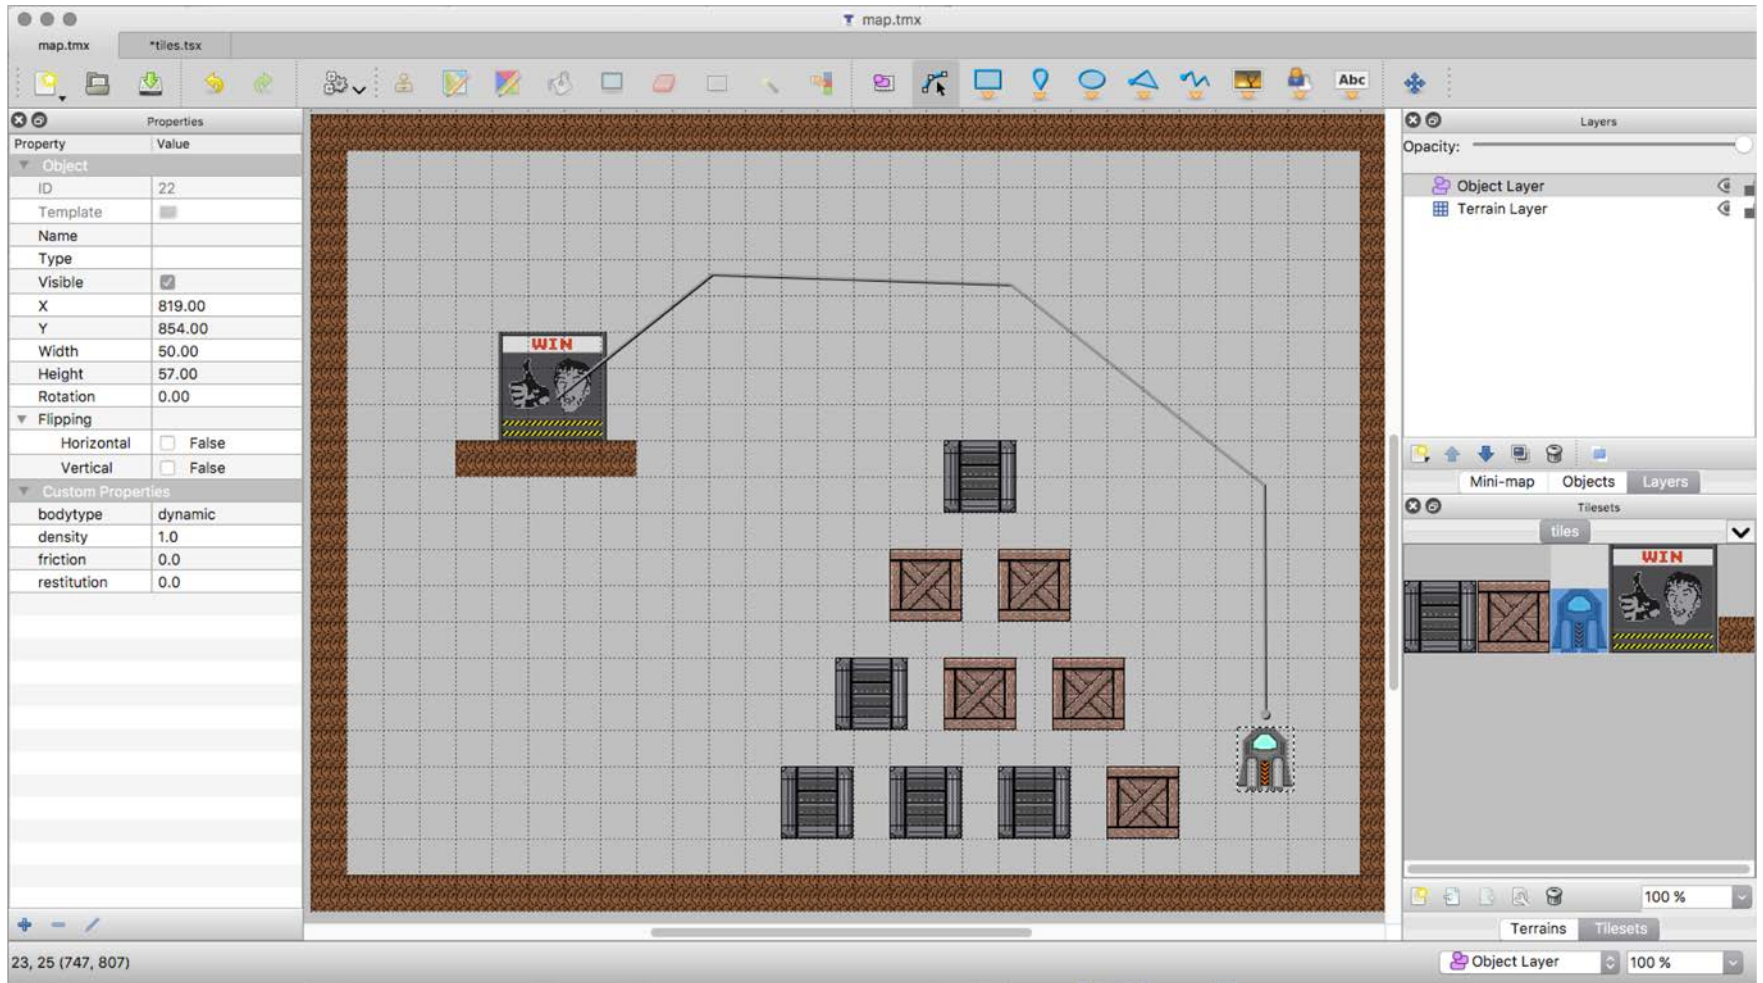 map.tmx
map.tmx
*tiles.tsx
Abc
Properties
Property Value
Object
ID 22
Template
Name
Type
Visible
X 819.00
Y 854.00
Width 50.00
Height 57.00
Rotation 0.00
Flipping
Horizontal False
Vertical False
Custom Properties
bodytype dynamic
density 1.0
friction 0.0
restitution 0.0
WIN
Layers
Opacity:
Object Layer
Terrain Layer
Mini-map Objects Layers
Tilesets
tiles
WIN
100 %
Terrains Tilesets
23, 25 (747, 807)
Object Layer 100 %